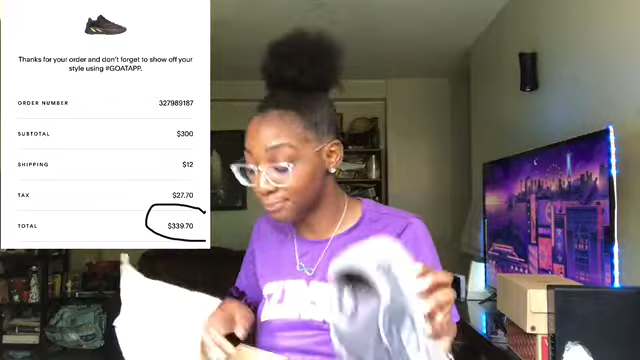 Thanks for your order and don't forget to show off your
style using #GOATAPP.
ORDER NUMBER 327989187
SUBTOTAL $300
SHIPPING $12
TAX $27.70
TOTAL $339.70